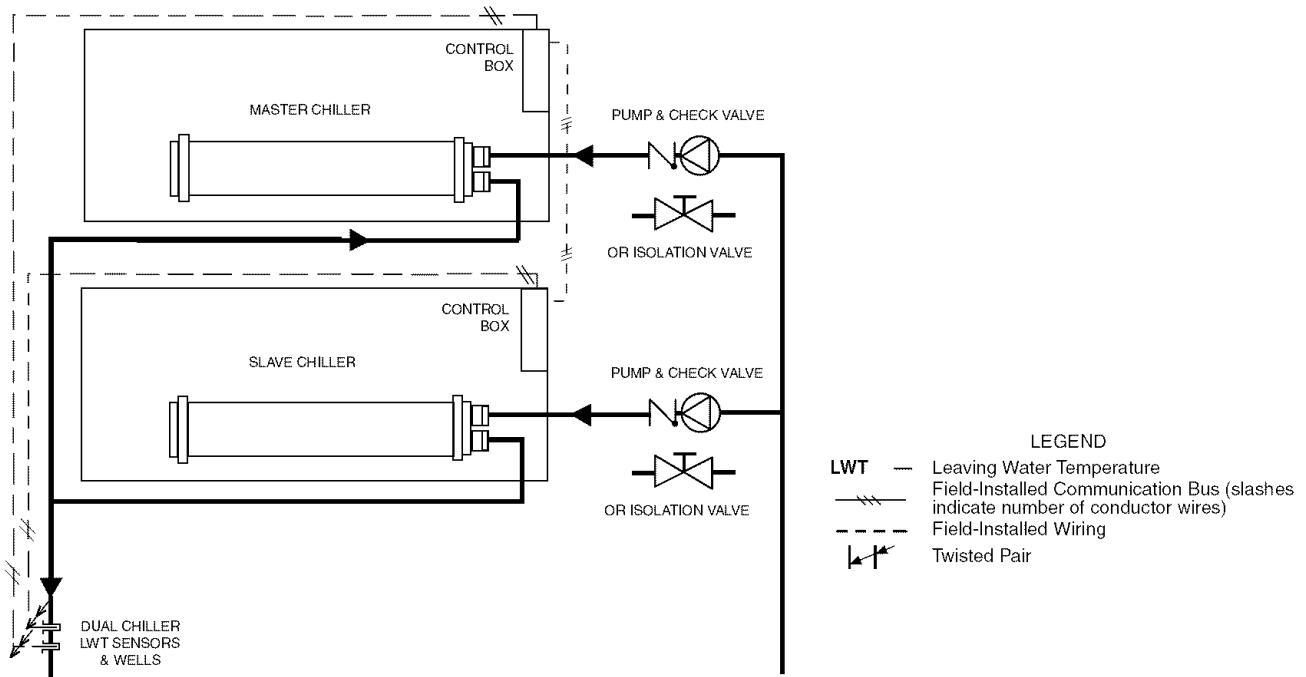 CONTROL
BOX
MASTER CHILLER
PUMP & CHECK VALVE
OR ISOLATION VALVE
CONTROL
BOX
SLAVE CHILLER
PUMP & CHECK VALVE
OR ISOLATION VALVE
DUAL CHILLER
LWT SENSORS
& WELLS
LEGEND
LWT — Leaving Water Temperature
Field-Installed Communication Bus (slashes
indicate number of conductor wires)
Field-Installed Wiring
Twisted Pair